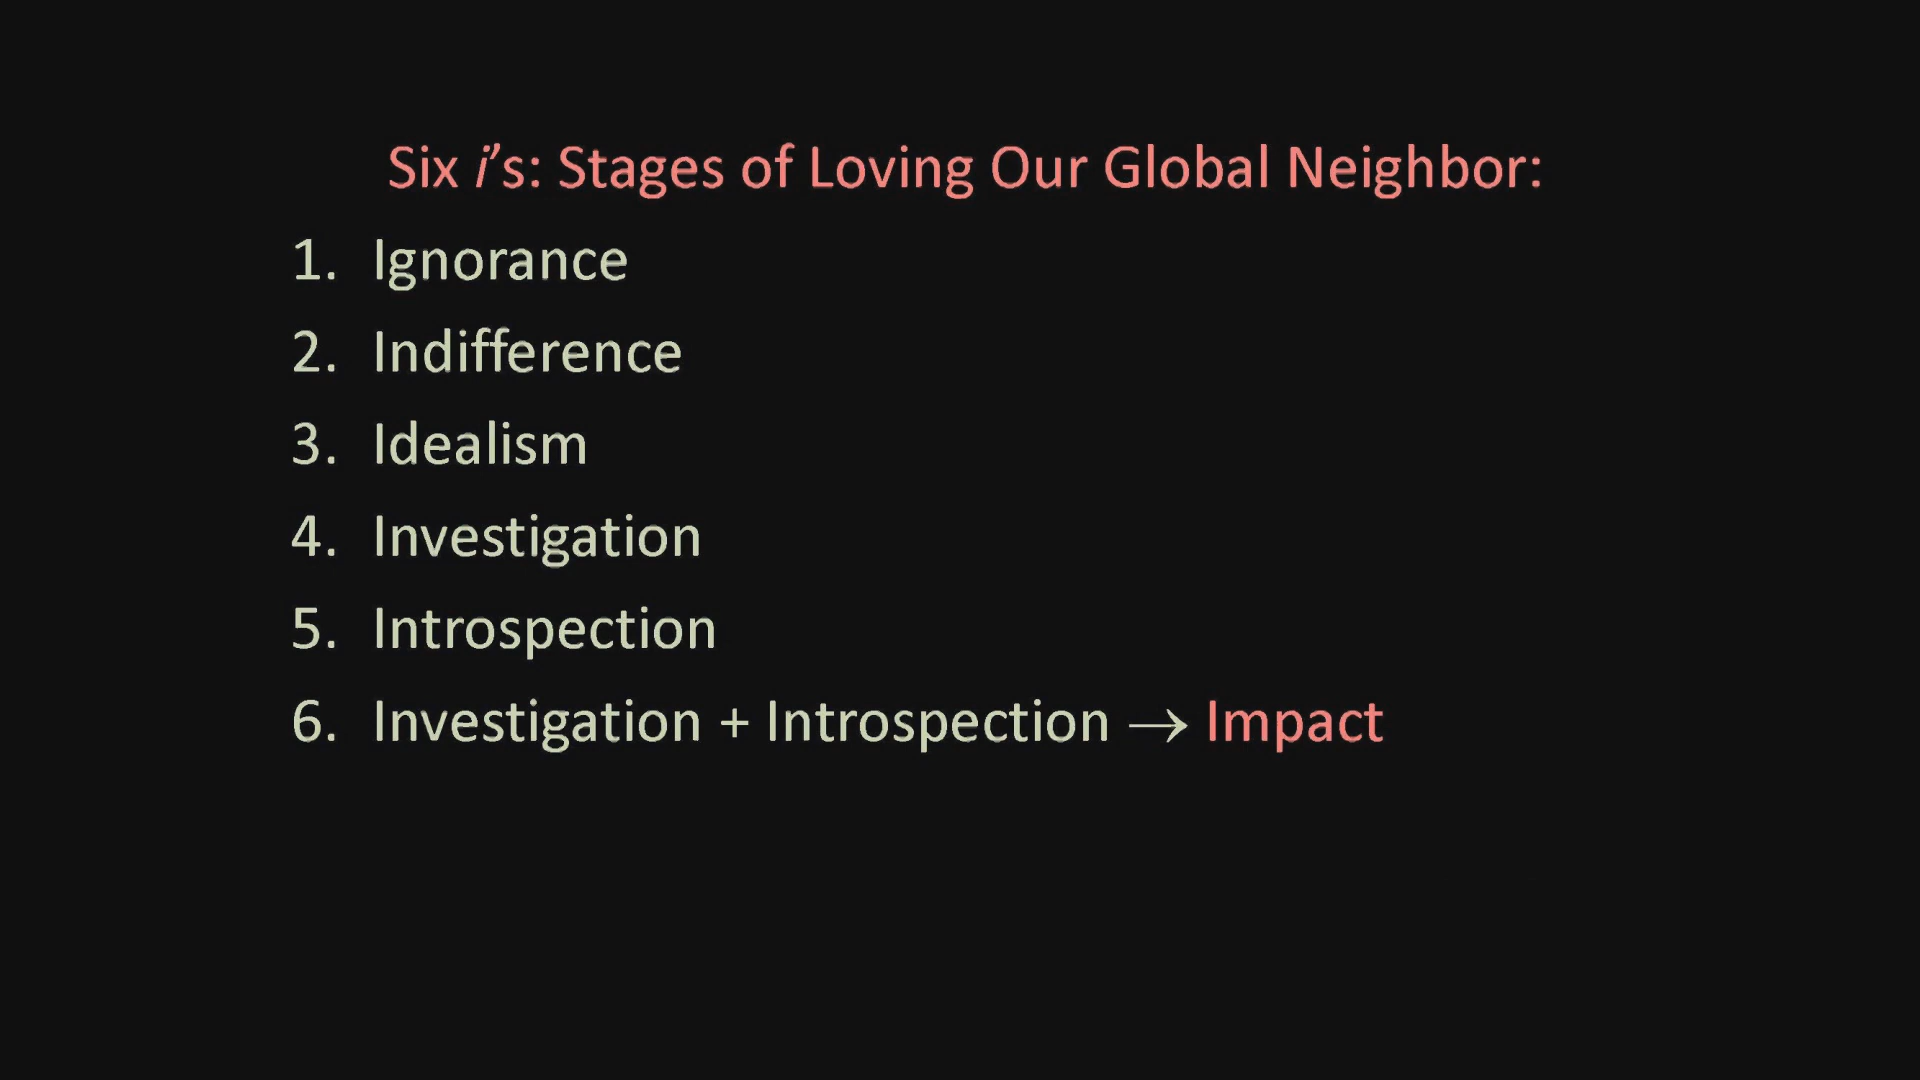 Six i’s: Stages of Loving Our Global Neighbor:
1. Ignorance
2. Indifference
3. Idealism
4. Investigation
5. Introspection
6. Investigation + Introspection → Impact